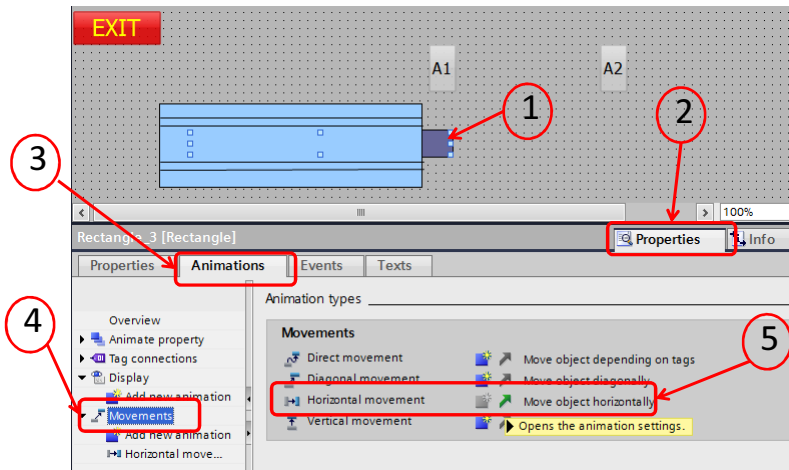 EXIT
A1
A2
1
2
3
100%
Rectangle_3 [Rectangle]
Properties
Info
Properties
Animations
Events
Texts
Animation types
4
Overview
Movements
5
Animate property
Direct movement
Move object depending on tags
Tag connections
Diagonal movement
Move object diagonally
Display
Horizontal movement
Move object horizontally
Add new animation
Vertical movement
Movements
Opens the animation settings.
Add new animation
Horizontal move...